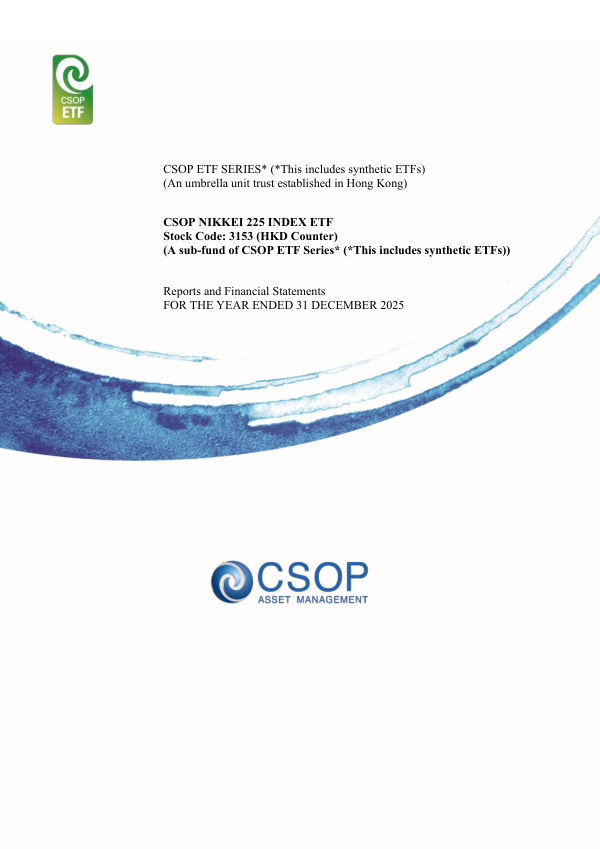 CSOP
ETF
CSOP ETF SERIES* (*This includes synthetic ETFs)
(An umbrella unit trust established in Hong Kong)
CSOP NIKKEI 225 INDEX ETF
Stock Code: 3153 (HKD Counter)
(A sub-fund of CSOP ETF Series* (*This includes synthetic ETFs))
Reports and Financial Statements
FOR THE YEAR ENDED 31 DECEMBER 2025
CSOP
ASSET MANAGEMENT